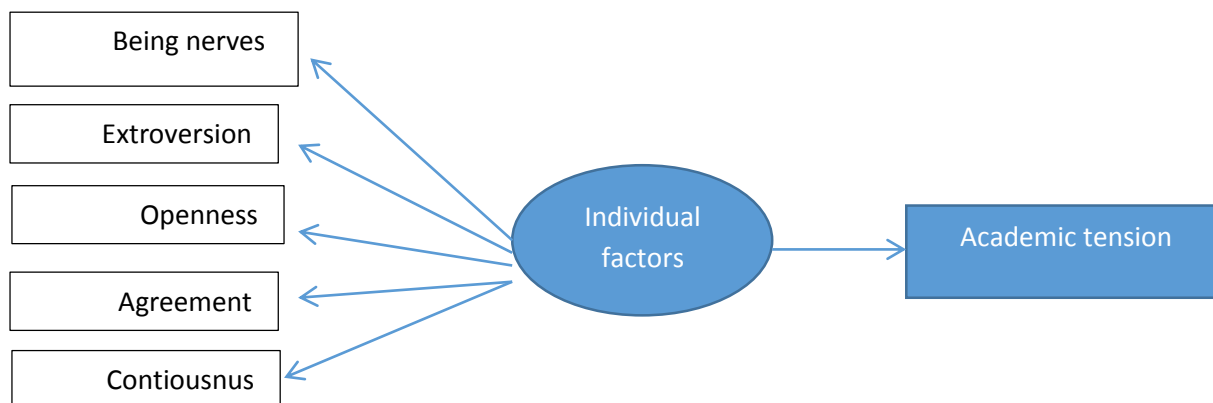 Being nerves
Extroversion
Openness
Agreement
Contiousnus
Individual
factors
Academic tension